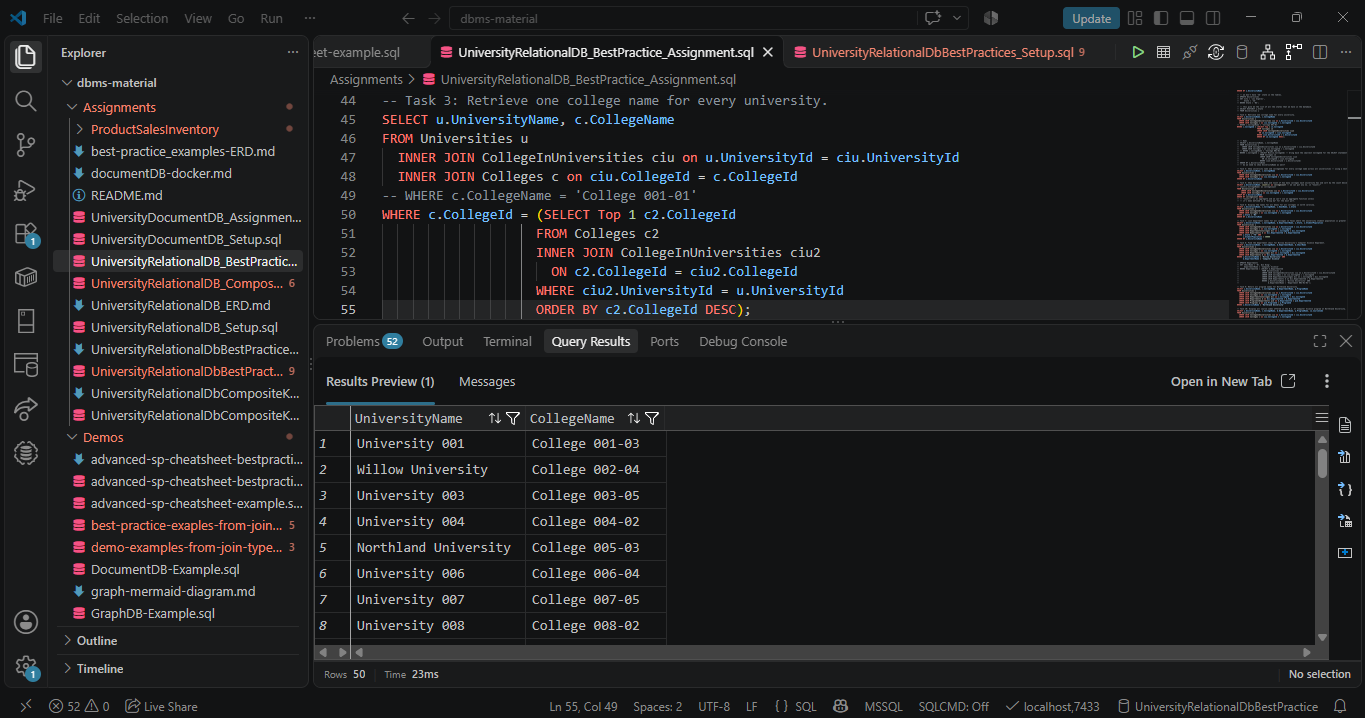 File Edit Selection View Go Run ··· dbms-material Update
Explorer ···
dbms-material
Assignments
ProductSalesInventory
best-practice_examples-ERD.md
documentDB-docker.md
README.md
UniversityDocumentDB_Assignmen...
UniversityDocumentDB_Setup.sql
UniversityRelationalDB_BestPractic...
UniversityRelationalDB_Compos... 6
UniversityRelationalDB_ERD.md
UniversityRelationalDB_Setup.sql
UniversityRelationalDbBestPractice...
UniversityRelationalDbBestPract... 9
UniversityRelationalDbCompositeK...
UniversityRelationalDbCompositeK...
Demos
advanced-sp-cheatsheet-bestpracti...
advanced-sp-cheatsheet-bestpracti...
advanced-sp-cheatsheet-example.s...
best-practice-exaples-from-join... 5
demo-examples-from-join-type... 3
DocumentDB-Example.sql
graph-mermaid-diagram.md
GraphDB-Example.sql
Outline
Timeline
1
1
eet-example.sql UniversityRelationalDB_BestPractice_Assignment.sql UniversityRelationalDbBestPractices_Setup.sql 9
Assignments > UniversityRelationalDB_BestPractice_Assignment.sql
44 -- Task 3: Retrieve one college name for every university.
45 SELECT u.UniversityName, c.CollegeName
46 FROM Universities u
47 INNER JOIN CollegeInUniversities ciu on u.UniversityId = ciu.UniversityId
48 INNER JOIN Colleges c on ciu.CollegeId = c.CollegeId
49 -- WHERE c.CollegeName = 'College 001-01'
50 WHERE c.CollegeId = (SELECT Top 1 c2.CollegeId
51 FROM Colleges c2
52 INNER JOIN CollegeInUniversities ciu2
53 ON c2.CollegeId = ciu2.CollegeId
54 WHERE ciu2.UniversityId = u.UniversityId
55 ORDER BY c2.CollegeId DESC);
Problems 52 Output Terminal Query Results Ports Debug Console
Results Preview (1) Messages Open in New Tab
UniversityName CollegeName
1 University 001 College 001-03
2 Willow University College 002-04
3 University 003 College 003-05
4 University 004 College 004-02
5 Northland University College 005-03
6 University 006 College 006-04
7 University 007 College 007-05
8 University 008 College 008-02
Rows 50 Time 23ms No selection
52 0 Live Share Ln 55, Col 49 Spaces: 2 UTF-8 LF { } SQL MSSQL SQLCMD: Off localhost,7433 UniversityRelationalDbBestPractice